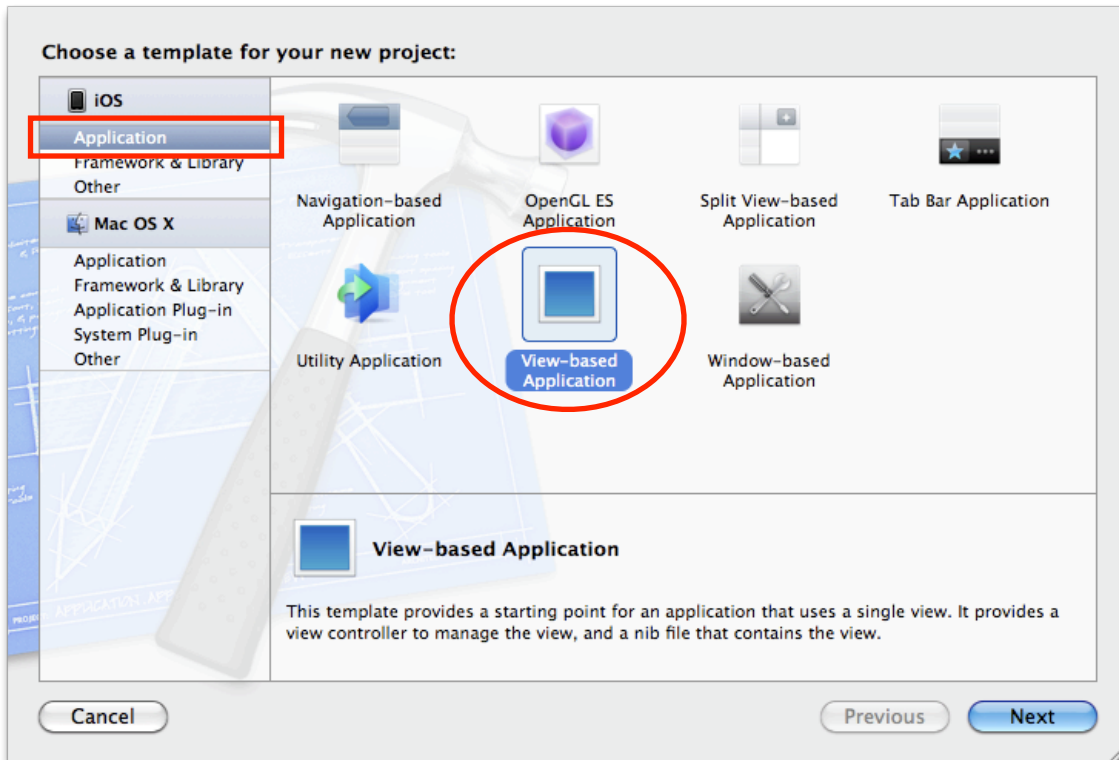 Choose a template for your new project:
iOS
Application
Framework & Library
Other
Mac OS X
Application
Framework & Library
Application Plug-in
System Plug-in
Other
Navigation-based
Application
OpenGL ES
Application
Split View-based
Application
Tab Bar Application
Utility Application
View-based
Application
Window-based
Application
View-based Application
This template provides a starting point for an application that uses a single view. It provides a
view controller to manage the view, and a nib file that contains the view.
Cancel
Previous
Next